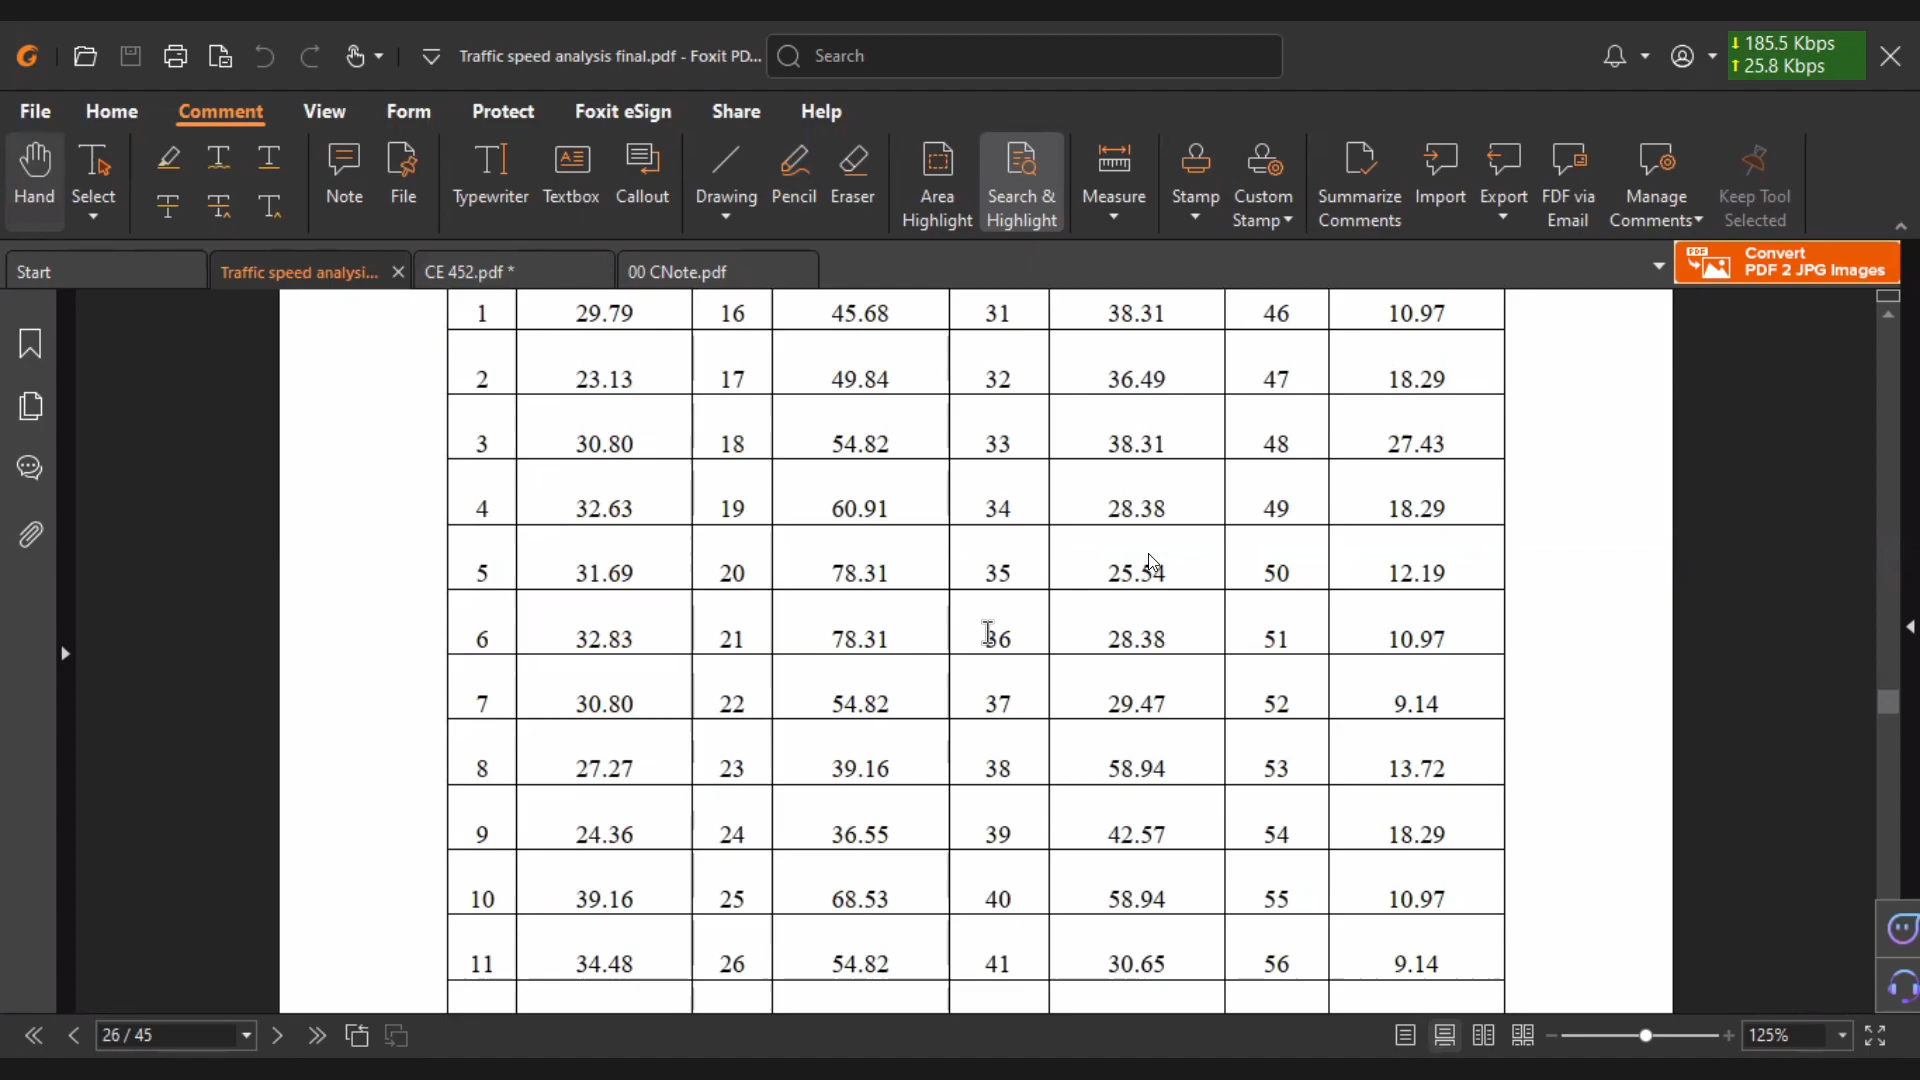 Traffic speed analysis final.pdf - Foxit PD...
Search
185.5 Kbps
25.8 Kbps
File Home Comment View Form Protect Foxit eSign Share Help
Hand Select Note File Typewriter Textbox Callout Drawing Pencil Eraser Area Highlight Search & Highlight Measure Stamp Custom Stamp Summarize Comments Import Export FDF via Email Manage Comments Keep Tool Selected
Start Traffic speed analysi... CE 452.pdf * 00 CNote.pdf
PDF Convert
PDF 2 JPG Images
1 29.79 16 45.68 31 38.31 46 10.97
2 23.13 17 49.84 32 36.49 47 18.29
3 30.80 18 54.82 33 38.31 48 27.43
4 32.63 19 60.91 34 28.38 49 18.29
5 31.69 20 78.31 35 25.54 50 12.19
6 32.83 21 78.31 36 28.38 51 10.97
7 30.80 22 54.82 37 29.47 52 9.14
8 27.27 23 39.16 38 58.94 53 13.72
9 24.36 24 36.55 39 42.57 54 18.29
10 39.16 25 68.53 40 58.94 55 10.97
11 34.48 26 54.82 41 30.65 56 9.14
26 / 45
125%